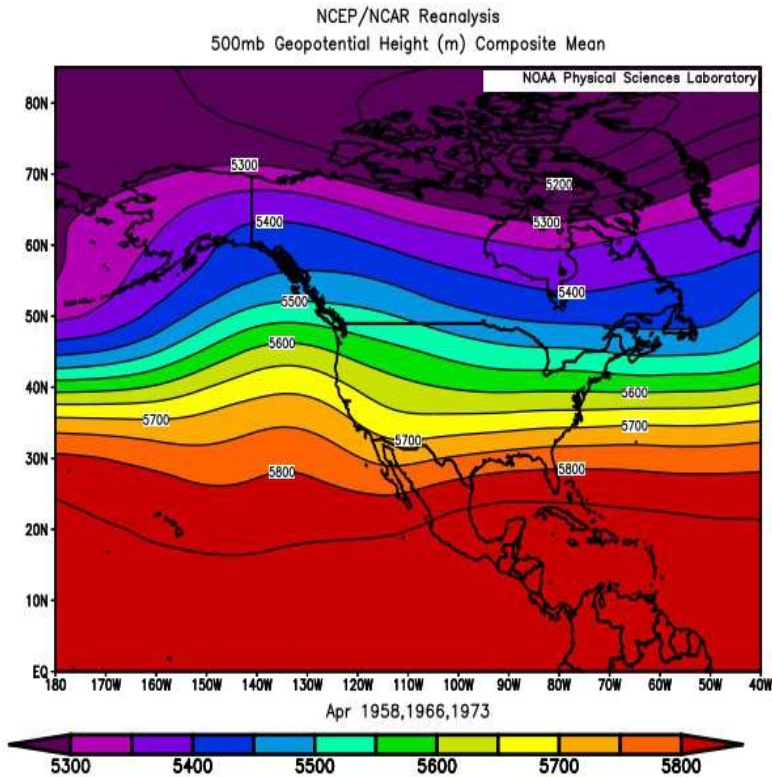 NCEP/NCAR Reanalysis
500mb Geopotential Height (m) Composite Mean
NOAA Physical Sciences Laboratory
80N
70N
5300
5200
5300
5400
60N
5400
50N
5500
5600
40N
5600
5700
5700
5700
30N
5800
5800
20N
10N
EQ
180 170W 160W 150W 140W 130W 120W 110W 100W 90W 80W 70W 60W 50W 40W
Apr 1958,1966,1973
5300 5400 5500 5600 5700 5800